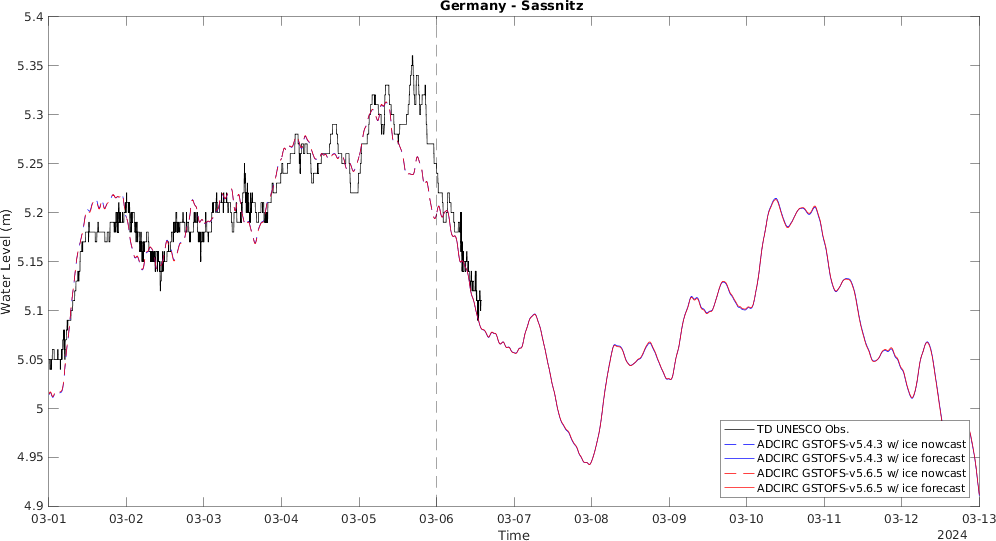 Germany - Sassnitz
5.4
5.35
5.3
5.25
5.2
5.15
5.1
5.05
5
4.95
4.9
Water Level (m)
03-01 03-02 03-03 03-04 03-05 03-06 03-07 03-08 03-09 03-10 03-11 03-12 03-13
Time
2024
TD UNESCO Obs.
ADCIRC GSTOFS-v5.4.3 w/ ice nowcast
ADCIRC GSTOFS-v5.4.3 w/ ice forecast
ADCIRC GSTOFS-v5.6.5 w/ ice nowcast
ADCIRC GSTOFS-v5.6.5 w/ ice forecast